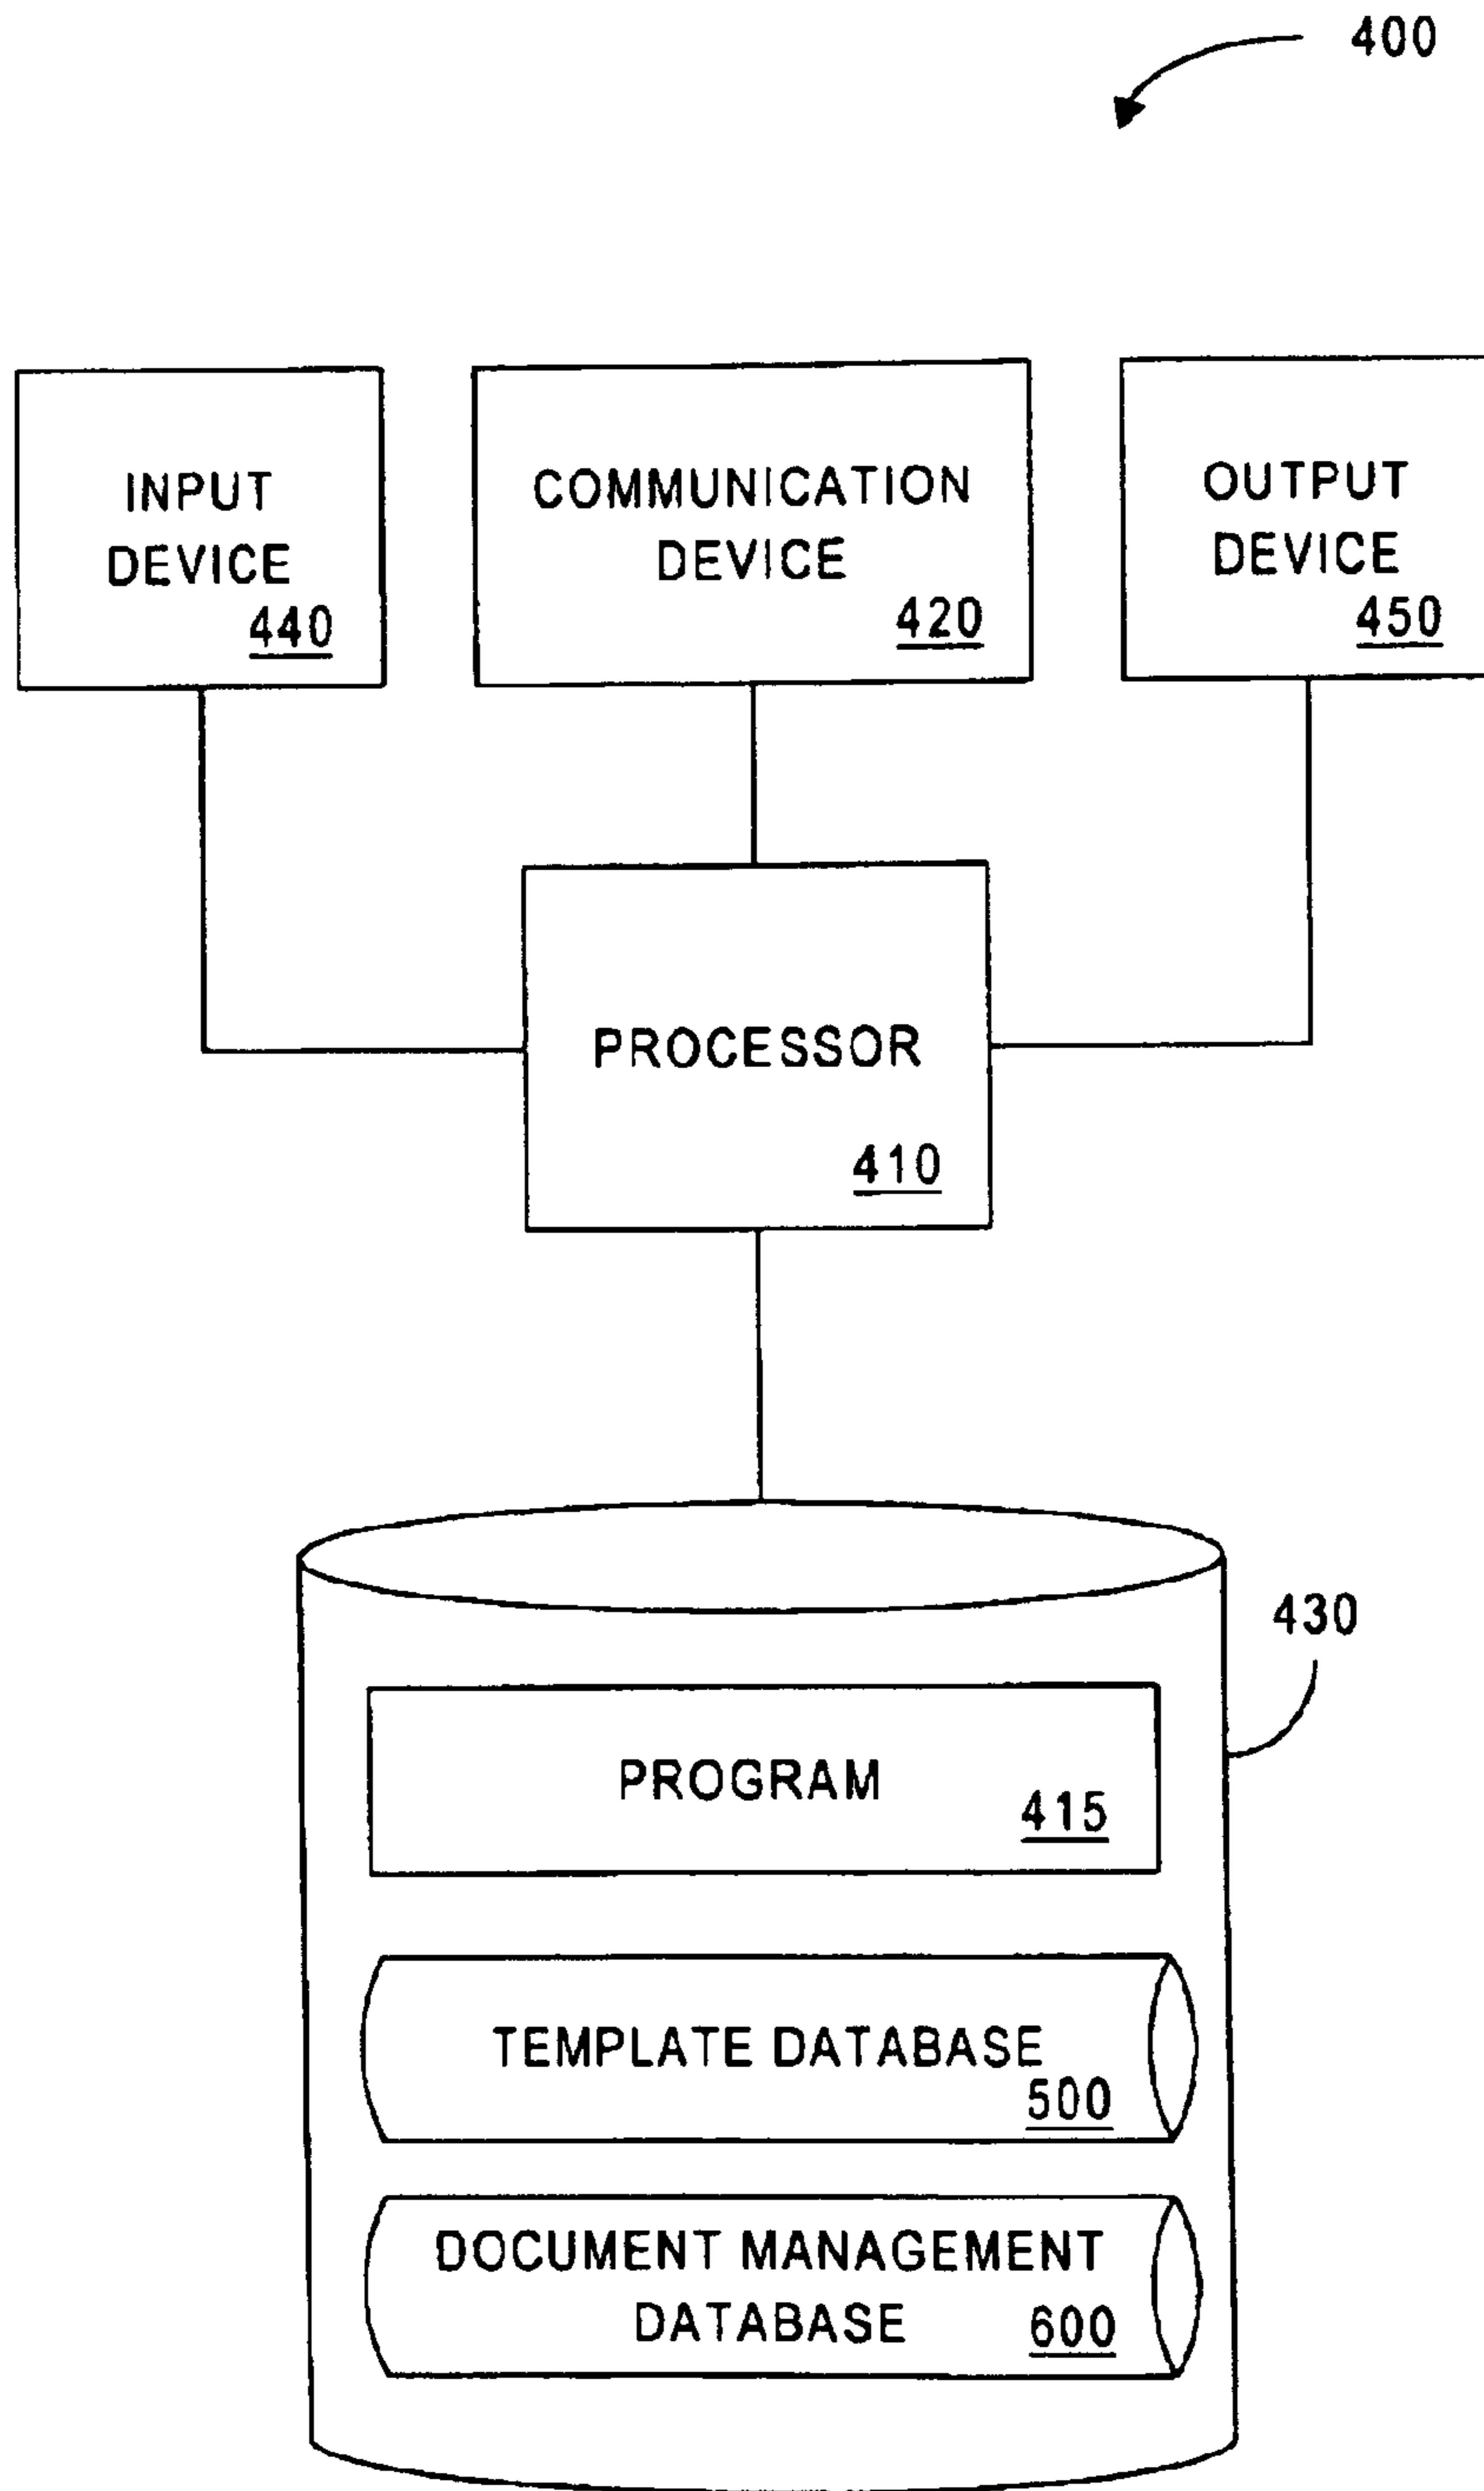 400
INPUT
DEVICE
440
COMMUNICATION
DEVICE
420
OUTPUT
DEVICE
450
PROCESSOR
410
430
PROGRAM
415
TEMPLATE DATABASE
500
DOCUMENT MANAGEMENT
DATABASE
600